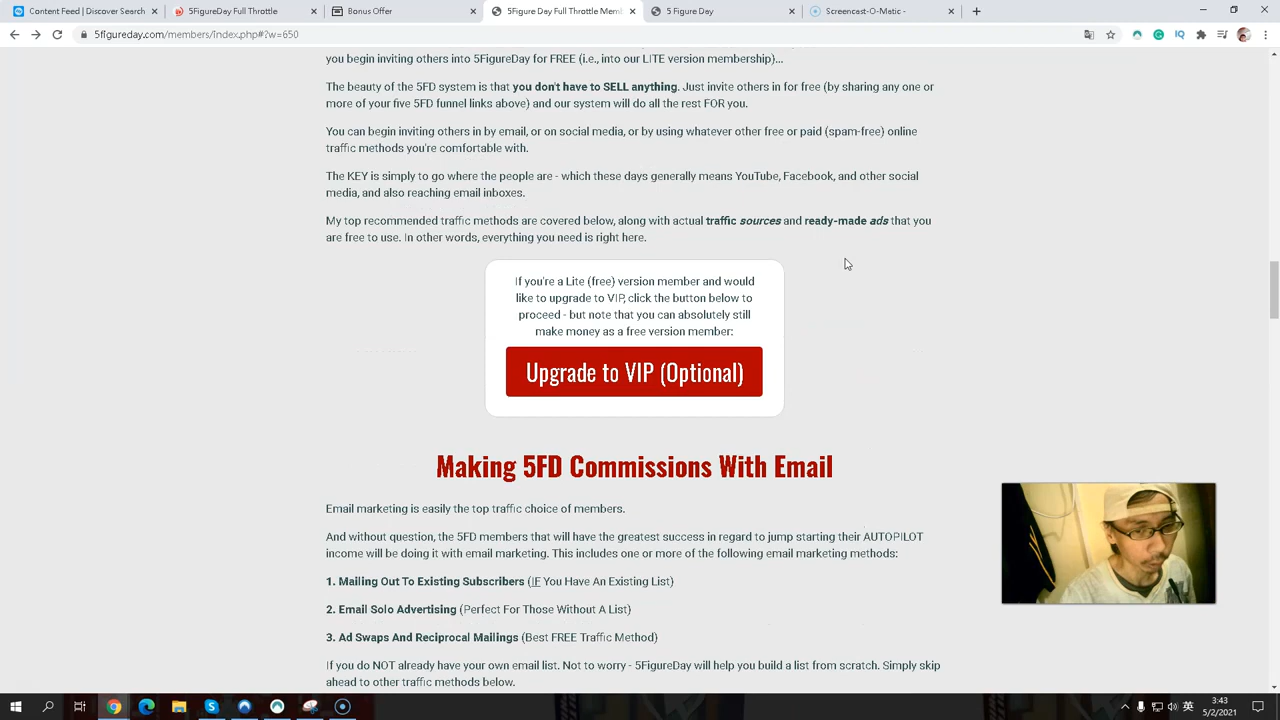 Content Feed | Discover Search
5FigureDay Full Throttle
Bonus Offer
5Figure Day Full Throttle Mem
5 Figure Day
Screencast-O-Matic -
5figureday.com/members/index.php#?w=650
you begin inviting others into 5FigureDay for FREE (i.e., into our LITE version membership)...
The beauty of the 5FD system is that you don't have to SELL anything. Just invite others in for free (by sharing any one or
more of your five 5FD funnel links above) and our system will do all the rest FOR you.
You can begin inviting others in by email, or on social media, or by using whatever other free or paid (spam-free) online
traffic methods you're comfortable with.
The KEY is simply to go where the people are - which these days generally means YouTube, Facebook, and other social
media, and also reaching email inboxes.
My top recommended traffic methods are covered below, along with actual traffic sources and ready-made ads that you
are free to use. In other words, everything you need is right here.
If you're a Lite (free) version member and would
like to upgrade to VIP, click the button below to
proceed - but note that you can absolutely still
make money as a free version member:
Upgrade to VIP (Optional)
Making 5FD Commissions With Email
Email marketing is easily the top traffic choice of members.
And without question, the 5FD members that will have the greatest success in regard to jump starting their AUTOPILOT
income will be doing it with email marketing. This includes one or more of the following email marketing methods:
1. Mailing Out To Existing Subscribers (IF You Have An Existing List)
2. Email Solo Advertising (Perfect For Those Without A List)
3. Ad Swaps And Reciprocal Mailings (Best FREE Traffic Method)
If you do NOT already have your own email list. Not to worry - 5FigureDay will help you build a list from scratch. Simply skip
ahead to other traffic methods below.
英
3:43
5/2/2021